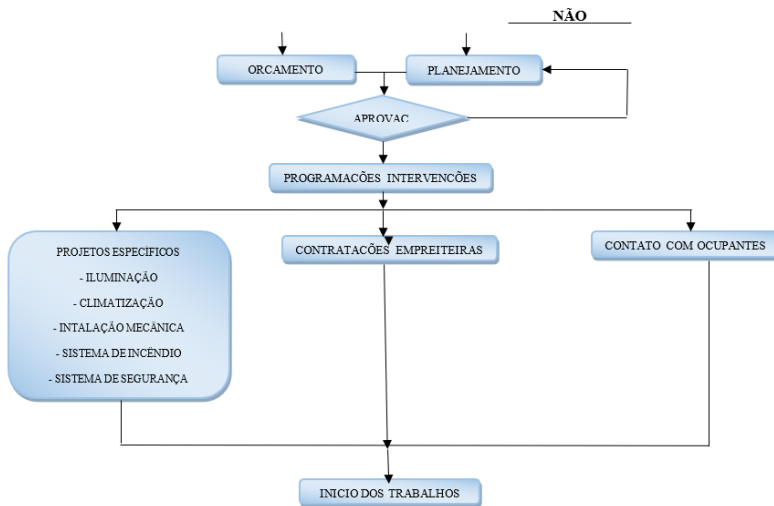 NÃO
ORCAMENTO
PLANEJAMENTO
APROVAC
PROGRAMACÕES INTERVENCÕES
PROJETOS ESPECÍFICOS
- ILUMINAÇÃO
- CLIMATIZAÇÃO
- INTALAÇÃO MECÂNICA
- SISTEMA DE INCÊNDIO
- SISTEMA DE SEGURANÇA
CONTRATACÕES EMPREITEIRAS
CONTATO COM OCUPANTES
INICIO DOS TRABALHOS